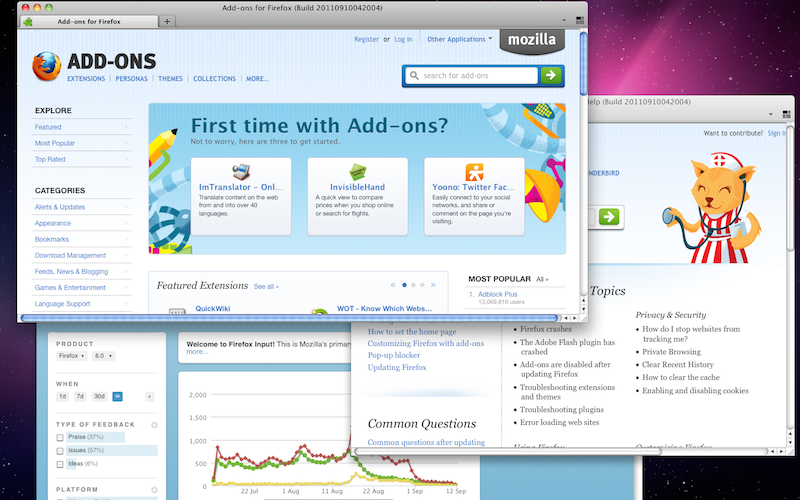 Add-ons for Firefox (Build 20110910042004)
Add-ons for Firefox
Register or Log in
Other Applications
mozilla
ADD-ONS
EXTENSIONS | PERSONAS | THEMES | COLLECTIONS | MORE…
search for add-ons
EXPLORE
Featured
Most Popular
Top Rated
CATEGORIES
Alerts & Updates
Appearance
Bookmarks
Download Management
Feeds, News & Blogging
Games & Entertainment
Language Support
First time with Add-ons?
Not to worry, here are three to get started.
ImTranslator - Onl...
Translate content on the web
from and into over 40
languages.
InvisibleHand
A quick view to compare
prices when you shop online
or search for flights.
Yoono: Twitter Fac...
Easily connect to your social
networks, and share or
comment on the page you're
visiting.
Featured Extensions
See all »
QuickWiki
WOT - Know Which Webs...
MOST POPULAR All »
1. Adblock Plus
13,069,816 users
Help (Build 20110910042004)
Want to contribute? Sign
NDERBIRD
Topics
How to set the home page
Customizing Firefox with add-ons
Pop-up blocker
Updating Firefox
Common Questions
Common questions after updating
Firefox crashes
The Adobe Flash plugin has
crashed
Add-ons are disabled after
updating Firefox
Troubleshooting extensions
and themes
Troubleshooting plugins
Error loading web sites
Using Firefox
Privacy & Security
How do I stop websites from
tracking me?
Private Browsing
Clear Recent History
How to clear the cache
Enabling and disabling cookies
Customizing Firefox
PRODUCT
Firefox 6.0
WHEN
1d 7d 30d ∞
TYPE OF FEEDBACK
Praise (37%)
Issues (57%)
Ideas (6%)
PLATFORM
Welcome to Firefox Input! This is Mozilla's primary
more...
2,000
1,500
1,000
500
0
22 Jul 1 Aug 11 Aug 22 Aug 1 Sep 12 Sep